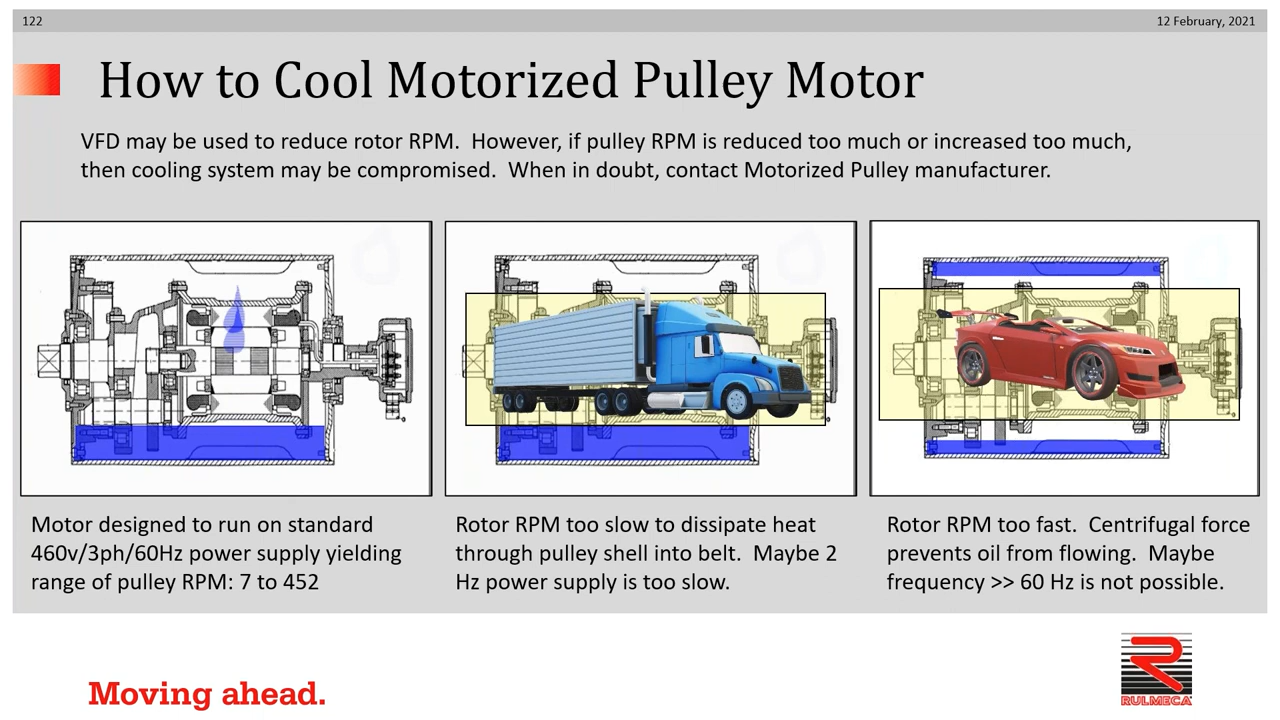 122
12 February, 2021
How to Cool Motorized Pulley Motor
VFD may be used to reduce rotor RPM.  However, if pulley RPM is reduced too much or increased too much,
then cooling system may be compromised.  When in doubt, contact Motorized Pulley manufacturer.
Motor designed to run on standard
460v/3ph/60Hz power supply yielding
range of pulley RPM: 7 to 452
Rotor RPM too slow to dissipate heat
through pulley shell into belt.  Maybe 2
Hz power supply is too slow.
Rotor RPM too fast.  Centrifugal force
prevents oil from flowing.  Maybe
frequency >> 60 Hz is not possible.
Moving ahead.
RULMECA